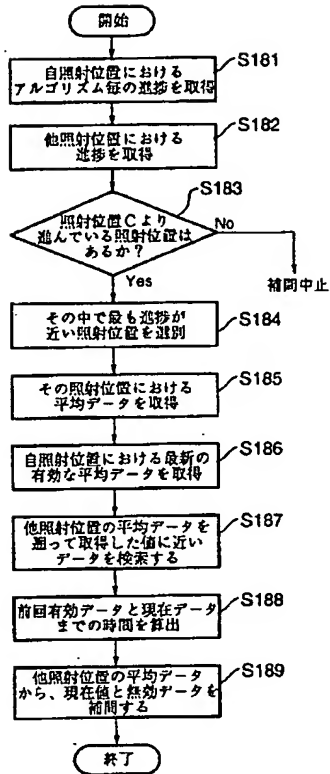 開始
自照射位置における
アルゴリズム毎の進捗を取得
S181
他照射位置における
進捗を取得
S182
照射位置Cより
進んでいる照射位置は
あるか?
S183
No
補間中止
Yes
その中で最も進捗が
近い照射位置を選別
S184
その照射位置における
平均データを取得
S185
自照射位置における最新の
有効な平均データを取得
S186
他照射位置の平均データを
遡って取得した値に近い
データを検索する
S187
前回有効データと現在データ
までの時間を算出
S188
他照射位置の平均データ
から、現在値と無効データを
補間する
S189
終了